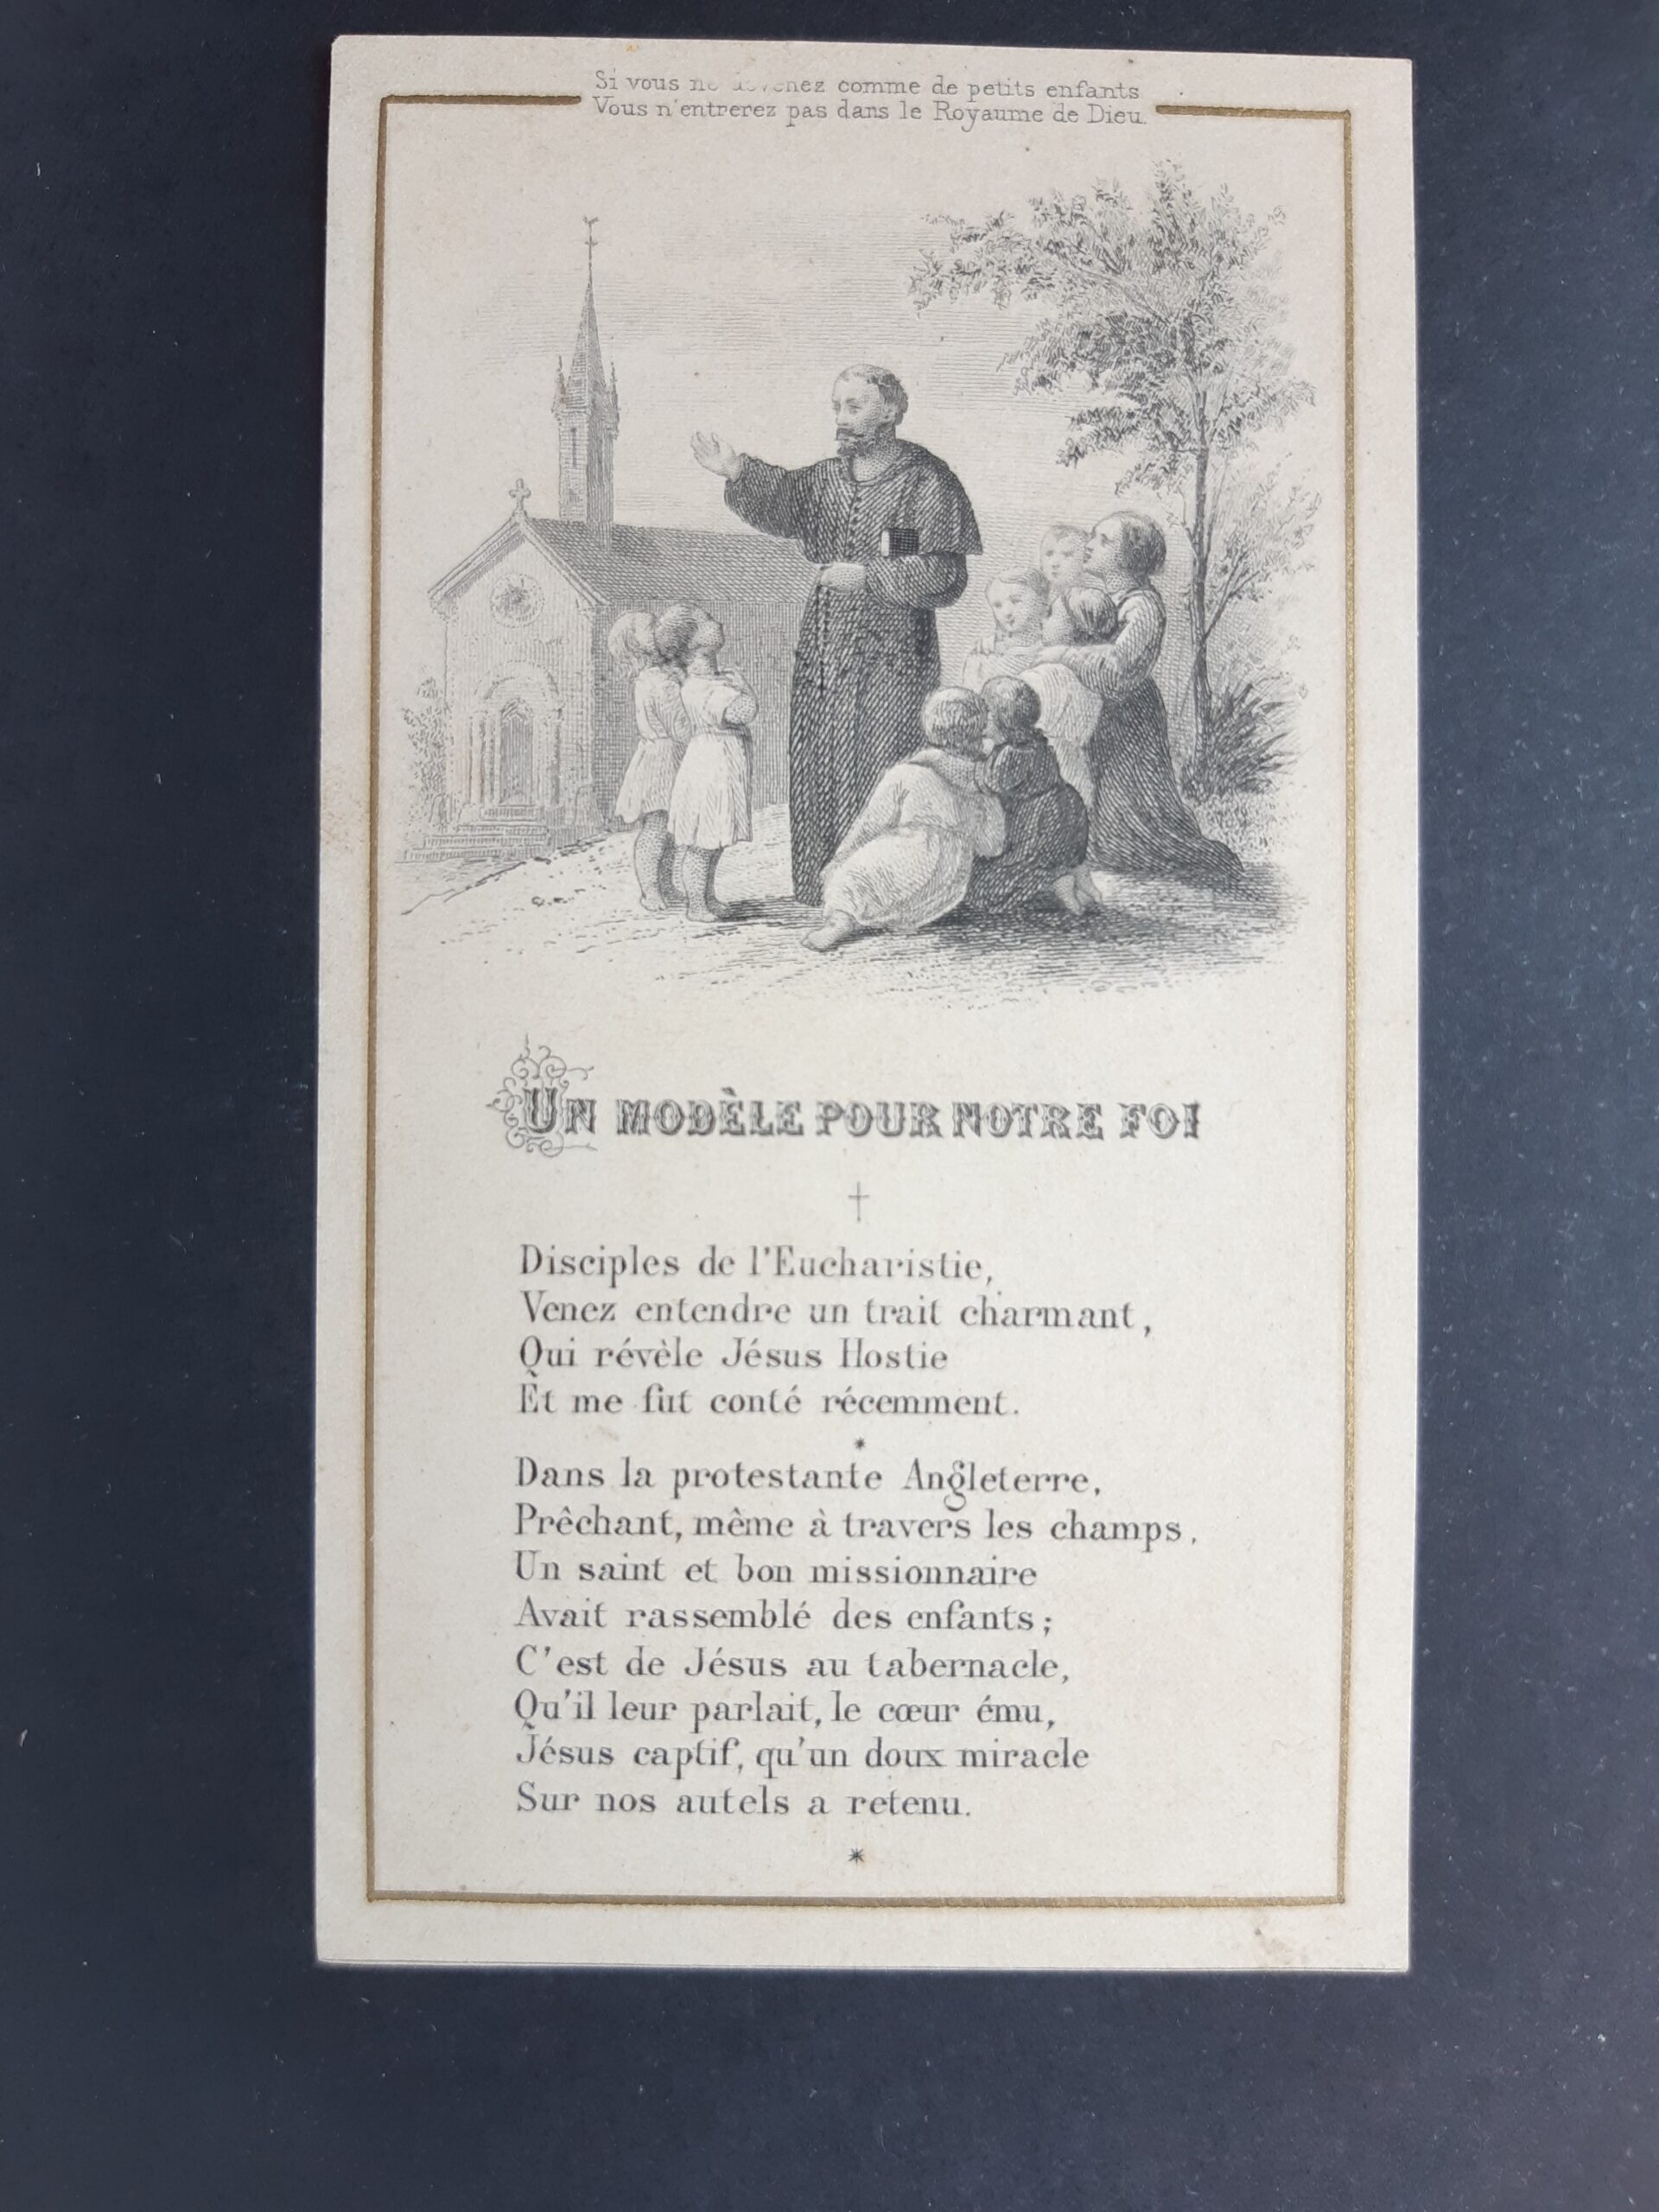 Si vous ne devenez comme de petits enfants
Vous n'entrerez pas dans le Royaume de Dieu.
UN MODÈLE POUR NOTRE FOI
†
Disciples de l'Eucharistie,
Venez entendre un trait charmant,
Qui révèle Jésus Hostie
Et me fut conté récemment.
*
Dans la protestante Angleterre,
Prêchant, même à travers les champs,
Un saint et bon missionnaire
Avait rassemblé des enfants;
C'est de Jésus au tabernacle,
Qu'il leur parlait, le cœur ému,
Jésus captif, qu'un doux miracle
Sur nos autels a retenu.
*